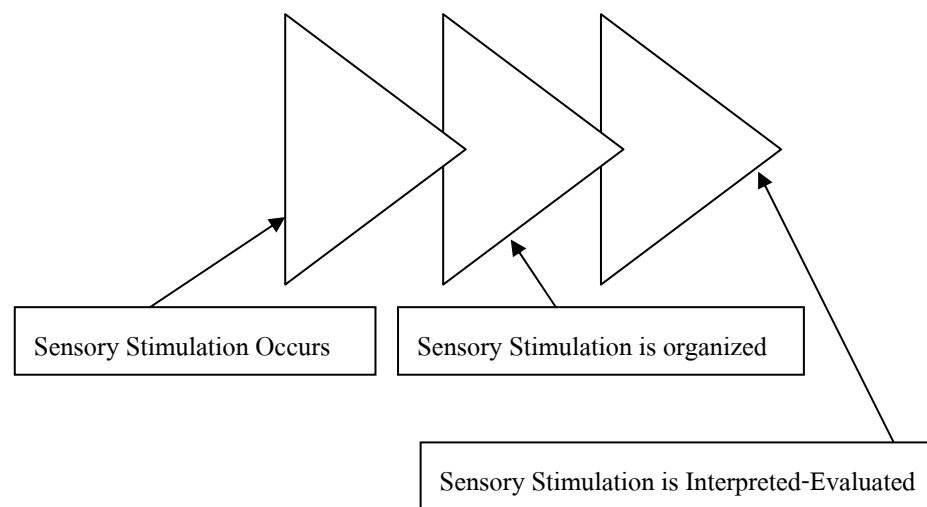 Sensory Stimulation Occurs
Sensory Stimulation is organized
Sensory Stimulation is Interpreted-Evaluated